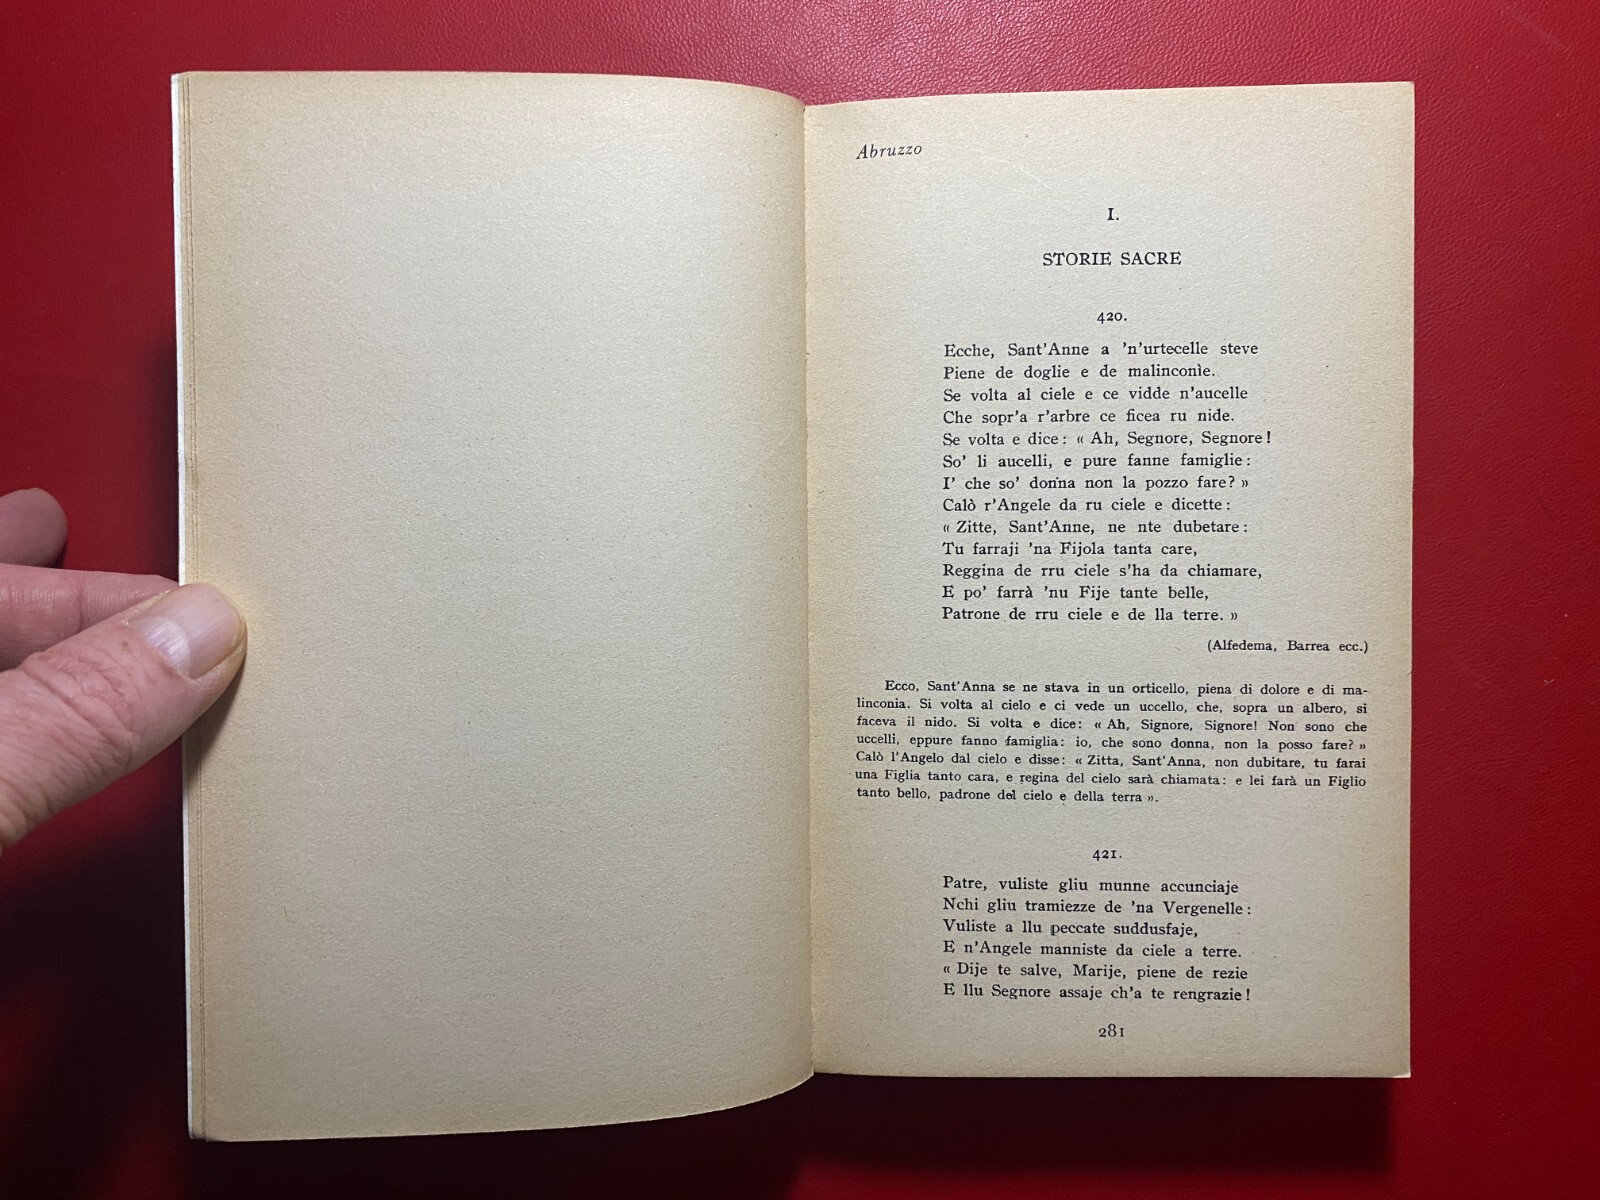 Abruzzo
I.
STORIE SACRE
420.
Ecche, Sant'Anne a 'n'urtecelle steve
Piene de doglie e de malinconìe.
Se volta al ciele e ce vidde n'aucelle
Che sopr'a r'arbre ce ficea ru nide.
Se volta e dice: « Ah, Segnore, Segnore!
So' li aucelli, e pure fanne famiglie:
I' che so' donna non la pozzo fare? »
Calò r'Angele da ru ciele e dicette:
« Zitte, Sant'Anne, ne nte dubetare:
Tu farraji 'na Fijola tanta care,
Reggina de rru ciele s'ha da chiamare,
E po' farrà 'nu Fije tante belle,
Patrone de rru ciele e de lla terre. »
(Alfedema, Barrea ecc.)
Ecco, Sant'Anna se ne stava in un orticello, piena di dolore e di ma-
linconia. Si volta al cielo e ci vede un uccello, che, sopra un albero, si
faceva il nido. Si volta e dice: « Ah, Signore, Signore! Non sono che
uccelli, eppure fanno famiglia: io, che sono donna, non la posso fare? »
Calò l'Angelo dal cielo e disse: « Zitta, Sant'Anna, non dubitare, tu farai
una Figlia tanto cara, e regina del cielo sarà chiamata: e lei farà un Figlio
tanto bello, padrone del cielo e della terra ».
421.
Patre, vuliste gliu munne accunciaje
Nchi gliu tramiezze de 'na Vergenelle:
Vuliste a llu peccate suddusfaje,
E n'Angele manniste da ciele a terre.
« Dije te salve, Marije, piene de rezie
E llu Segnore assaje ch'a te rengrazie!
281